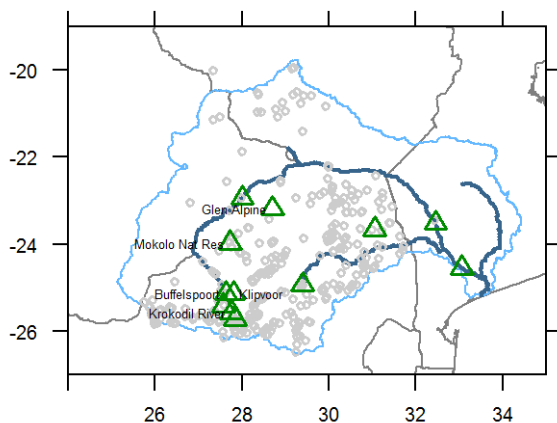 -20
-22
Glen-Alpine
-24
Mokolo Nat Res
Buffelspoort Klipvoor
Krokodil River
-26
26 28 30 32 34